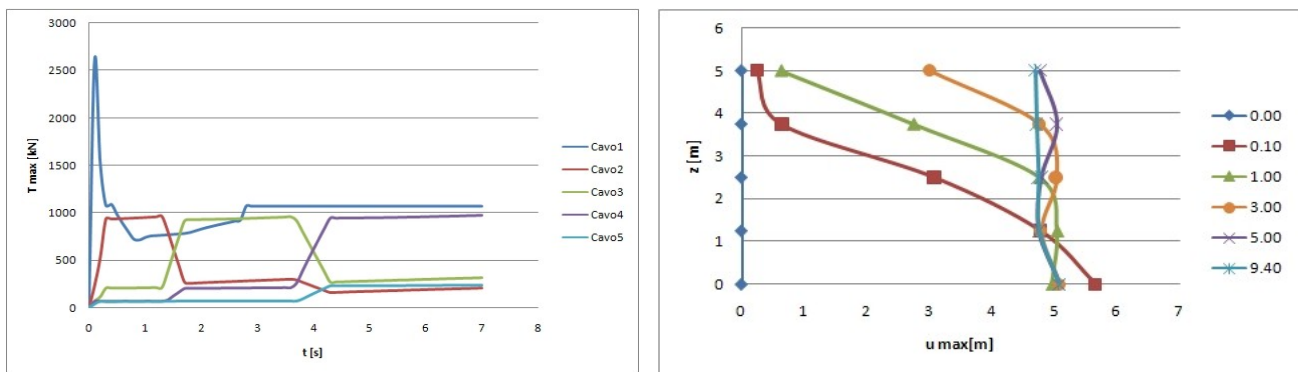 3000
2500
2000
1500
1000
500
0
T max [kN]
0 1 2 3 4 5 6 7 8
t [s]
Cavo1
Cavo2
Cavo3
Cavo4
Cavo5
6
5
4
3
2
1
0
z [m]
0 1 2 3 4 5 6 7
u max[m]
0.00
0.10
1.00
3.00
5.00
9.40